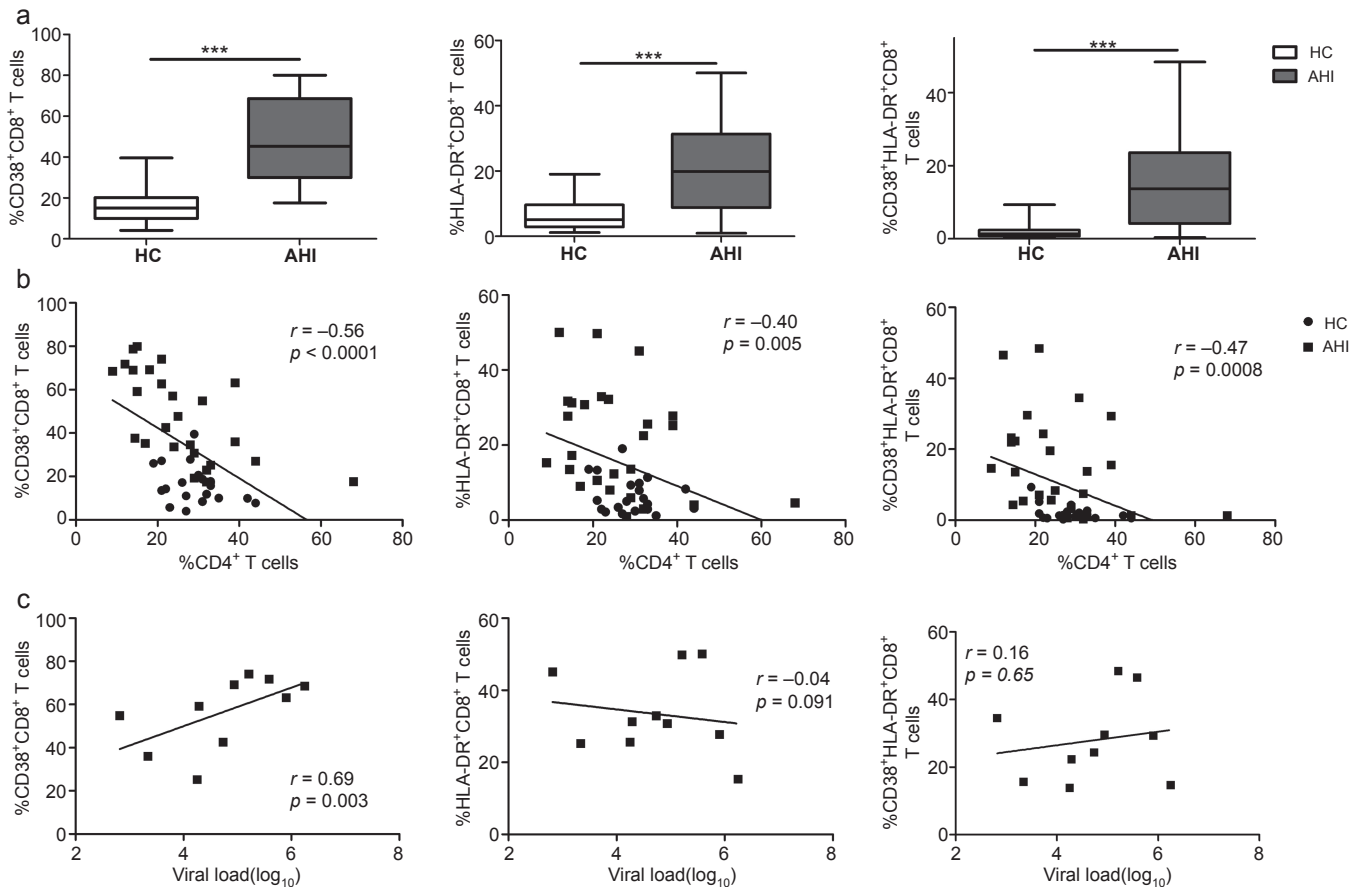 a
%CD38⁺CD8⁺ T cells
100
80
60
40
20
0
***
HC
AHI
%HLA-DR⁺CD8⁺ T cells
60
40
20
0
***
HC
AHI
%CD38⁺HLA-DR⁺CD8⁺
T cells
40
20
0
***
HC
AHI
HC
AHI
b
%CD38⁺CD8⁺ T cells
100
80
60
40
20
0
r = –0.56
p < 0.0001
0
20
40
60
80
%CD4⁺ T cells
%HLA-DR⁺CD8⁺ T cells
60
40
20
0
r = –0.40
p = 0.005
0
20
40
60
80
%CD4⁺ T cells
%CD38⁺HLA-DR⁺CD8⁺
T cells
60
40
20
0
r = –0.47
p = 0.0008
0
20
40
60
80
%CD4⁺ T cells
HC
AHI
c
%CD38⁺CD8⁺ T cells
100
80
60
40
20
0
r = 0.69
p = 0.003
2
4
6
8
Viral load(log₁₀)
%HLA-DR⁺CD8⁺ T cells
60
40
20
0
r = –0.04
p = 0.091
2
4
6
8
Viral load(log₁₀)
%CD38⁺HLA-DR⁺CD8⁺
T cells
60
40
20
0
r = 0.16
p = 0.65
2
4
6
8
Viral load(log₁₀)